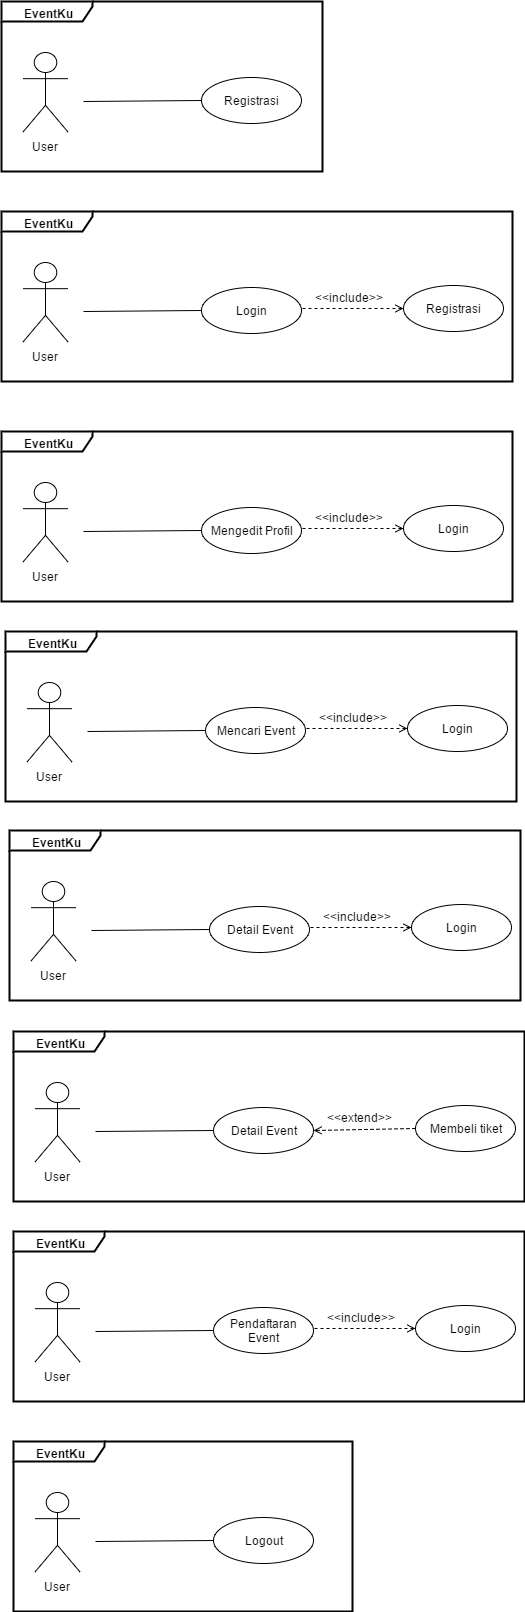 EventKu
Registrasi
User
EventKu
<<include>>
Login
Registrasi
User
EventKu
<<include>>
Mengedit Profil
Login
User
EventKu
<<include>>
Mencari Event
Login
User
EventKu
<<include>>
Detail Event
Login
User
EventKu
<<extend>>
Detail Event
Membeli tiket
User
EventKu
<<include>>
Pendaftaran
Event
Login
User
EventKu
Logout
User